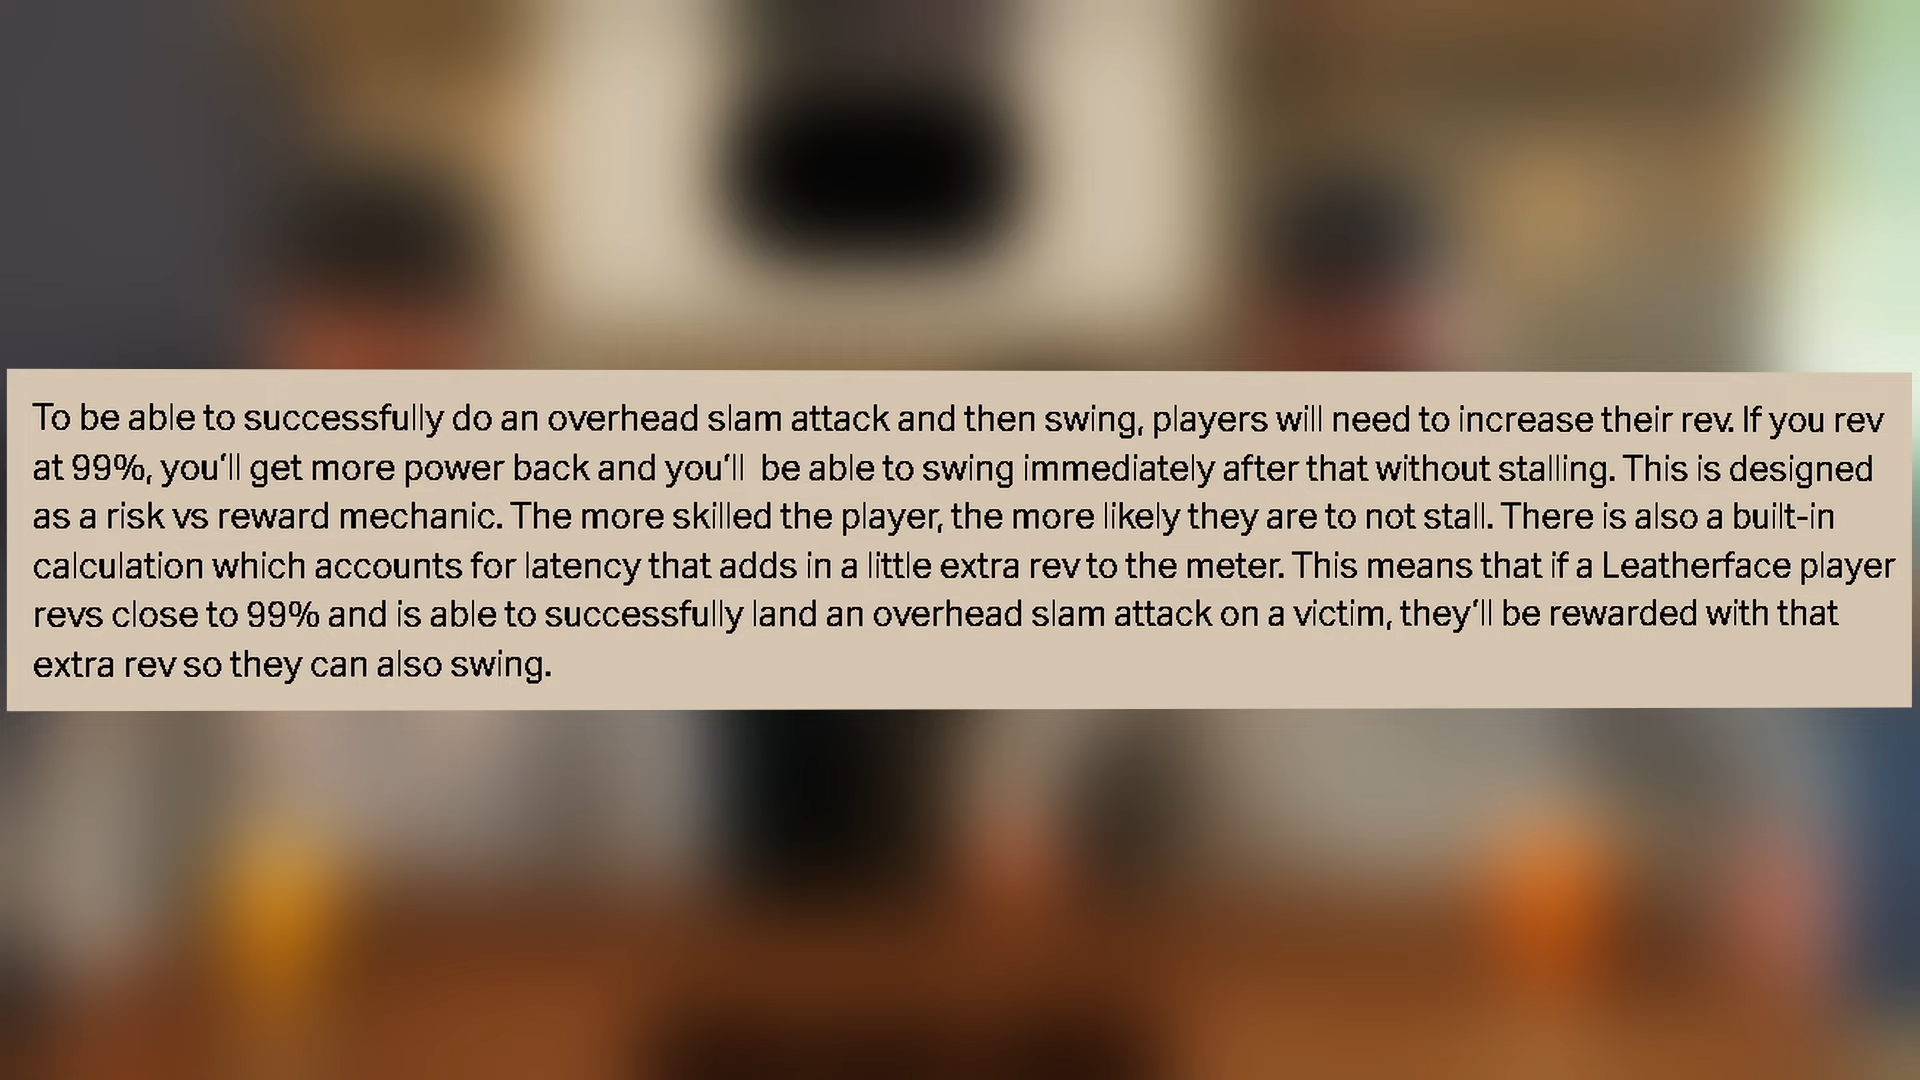 To be able to successfully do an overhead slam attack and then swing, players will need to increase their rev. If you rev
at 99%, you'll get more power back and you'll  be able to swing immediately after that without stalling. This is designed
as a risk vs reward mechanic. The more skilled the player, the more likely they are to not stall. There is also a built-in
calculation which accounts for latency that adds in a little extra rev to the meter. This means that if a Leatherface player
revs close to 99% and is able to successfully land an overhead slam attack on a victim, they'll be rewarded with that
extra rev so they can also swing.